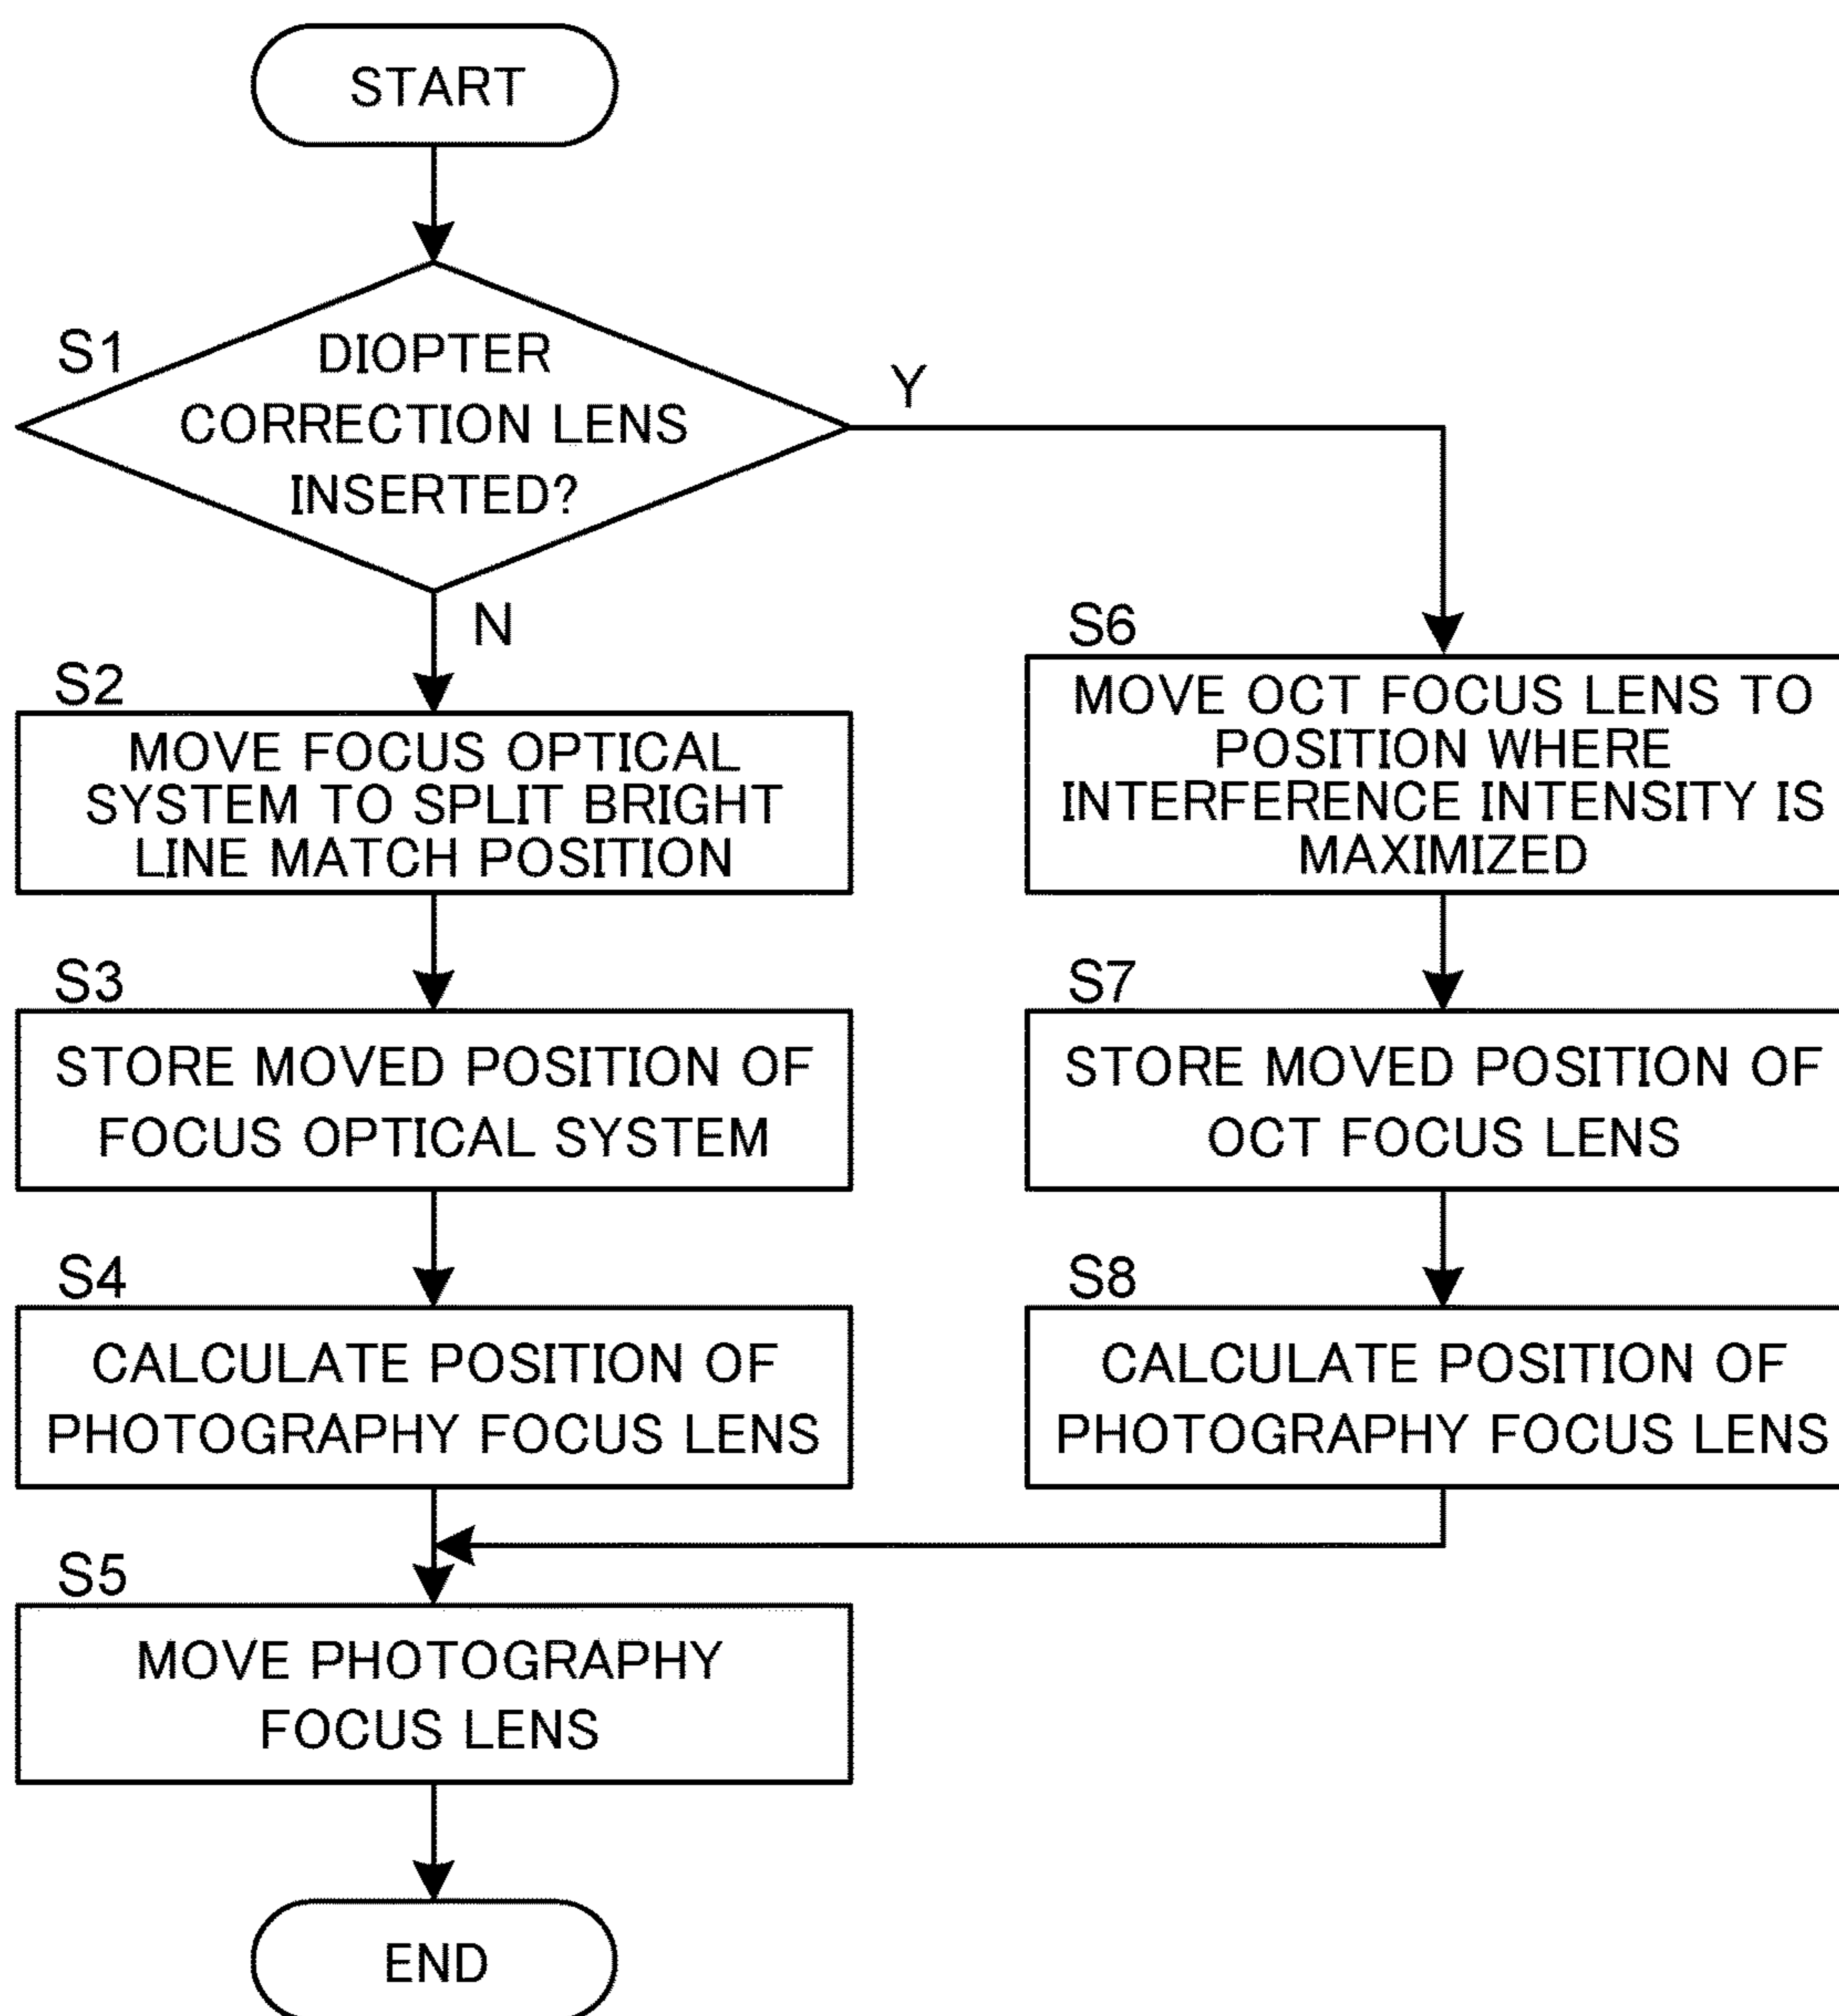 START
S1
DIOPTER
CORRECTION LENS
INSERTED?
Y
N
S2
MOVE FOCUS OPTICAL
SYSTEM TO SPLIT BRIGHT
LINE MATCH POSITION
S3
STORE MOVED POSITION OF
FOCUS OPTICAL SYSTEM
S4
CALCULATE POSITION OF
PHOTOGRAPHY FOCUS LENS
S6
MOVE OCT FOCUS LENS TO
POSITION WHERE
INTERFERENCE INTENSITY IS
MAXIMIZED
S7
STORE MOVED POSITION OF
OCT FOCUS LENS
S8
CALCULATE POSITION OF
PHOTOGRAPHY FOCUS LENS
S5
MOVE PHOTOGRAPHY
FOCUS LENS
END